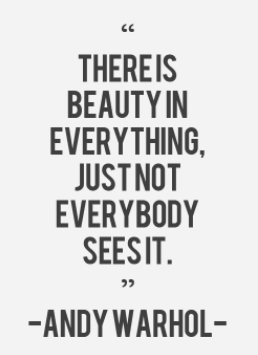 “
THERE IS
BEAUTY IN
EVERYTHING,
JUST NOT
EVERYBODY
SEES IT.
”
-ANDY WARHOL-